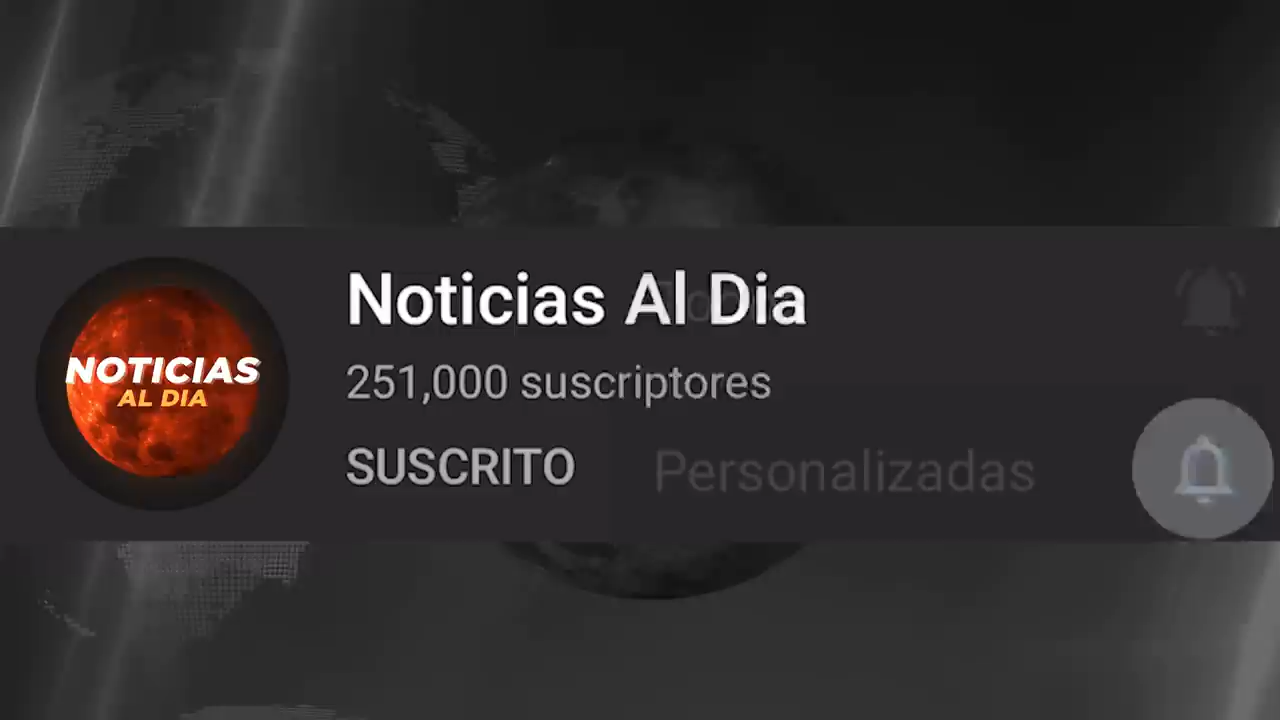 NOTICIAS
AL DIA
Noticias Al Dia
251,000 suscriptores
SUSCRITO
Personalizadas